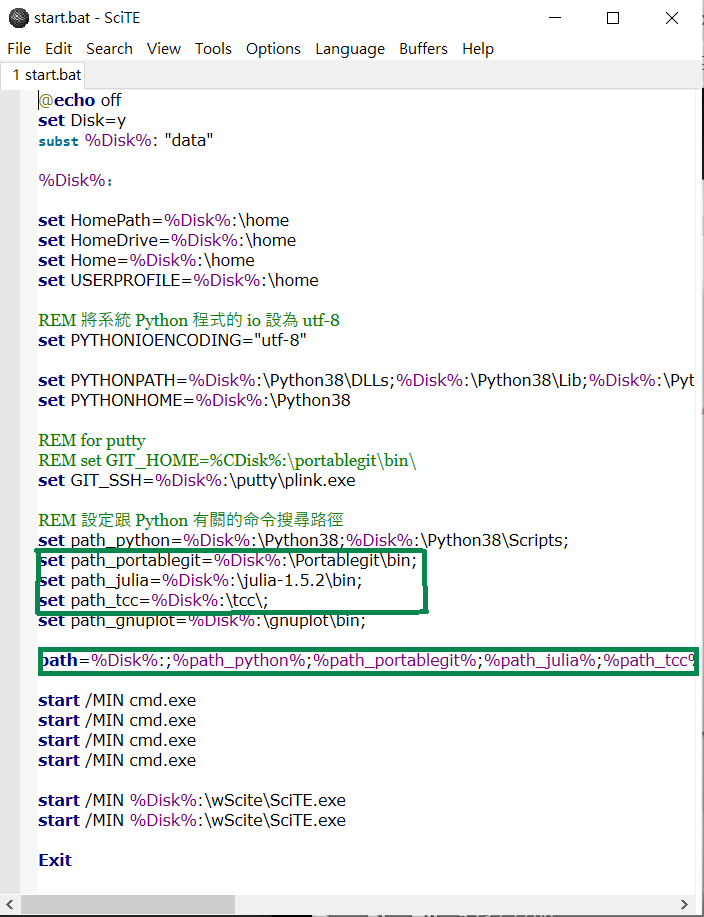 start.bat - SciTE
File Edit Search View Tools Options Language Buffers Help
1 start.bat
@echo off
set Disk=y
subst %Disk%: "data"
%Disk%:
set HomePath=%Disk%:\home
set HomeDrive=%Disk%:\home
set Home=%Disk%:\home
set USERPROFILE=%Disk%:\home
REM 將系統 Python 程式的 io 設為 utf-8
set PYTHONIOENCODING="utf-8"
set PYTHONPATH=%Disk%:\Python38\DLLs;%Disk%:\Python38\Lib;%Disk%:\Pyt
set PYTHONHOME=%Disk%:\Python38
REM for putty
REM set GIT_HOME=%CDisk%:\portablegit\bin\
set GIT_SSH=%Disk%:\putty\plink.exe
REM 設定跟 Python 有關的命令搜尋路徑
set path_python=%Disk%:\Python38;%Disk%:\Python38\Scripts;
set path_portablegit=%Disk%:\Portablegit\bin;
set path_julia=%Disk%:\julia-1.5.2\bin;
set path_tcc=%Disk%:\tcc\;
set path_gnuplot=%Disk%:\gnuplot\bin;
path=%Disk%:;%path_python%;%path_portablegit%;%path_julia%;%path_tcc%
start /MIN cmd.exe
start /MIN cmd.exe
start /MIN cmd.exe
start /MIN cmd.exe
start /MIN %Disk%:\wScite\SciTE.exe
start /MIN %Disk%:\wScite\SciTE.exe
Exit